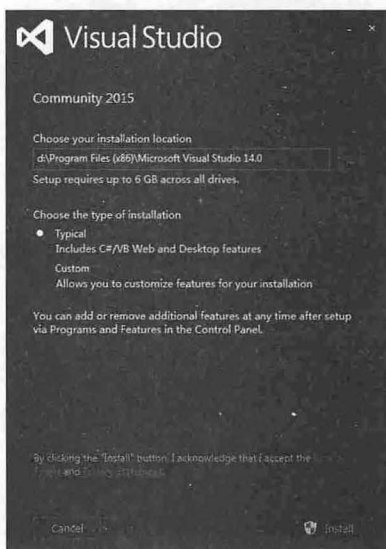 Visual Studio
Community 2015
Choose your installation location
d:\Program Files (x86)\Microsoft Visual Studio 14.0
Setup requires up to 6 GB across all drives.
Choose the type of installation
Typical
Includes C#/VB Web and Desktop features
Custom
Allows you to customize features for your installation
You can add or remove additional features at any time after setup
via Programs and Features in the Control Panel.
By clicking the "Install" button, I acknowledge that I accept the
and
Cancel
Install